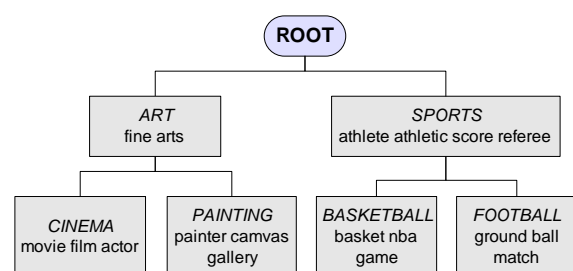 ROOT
ART
fine arts
SPORTS
athlete athletic score referee
CINEMA
movie film actor
PAINTING
painter camvas
gallery
BASKETBALL
basket nba
game
FOOTBALL
ground ball
match